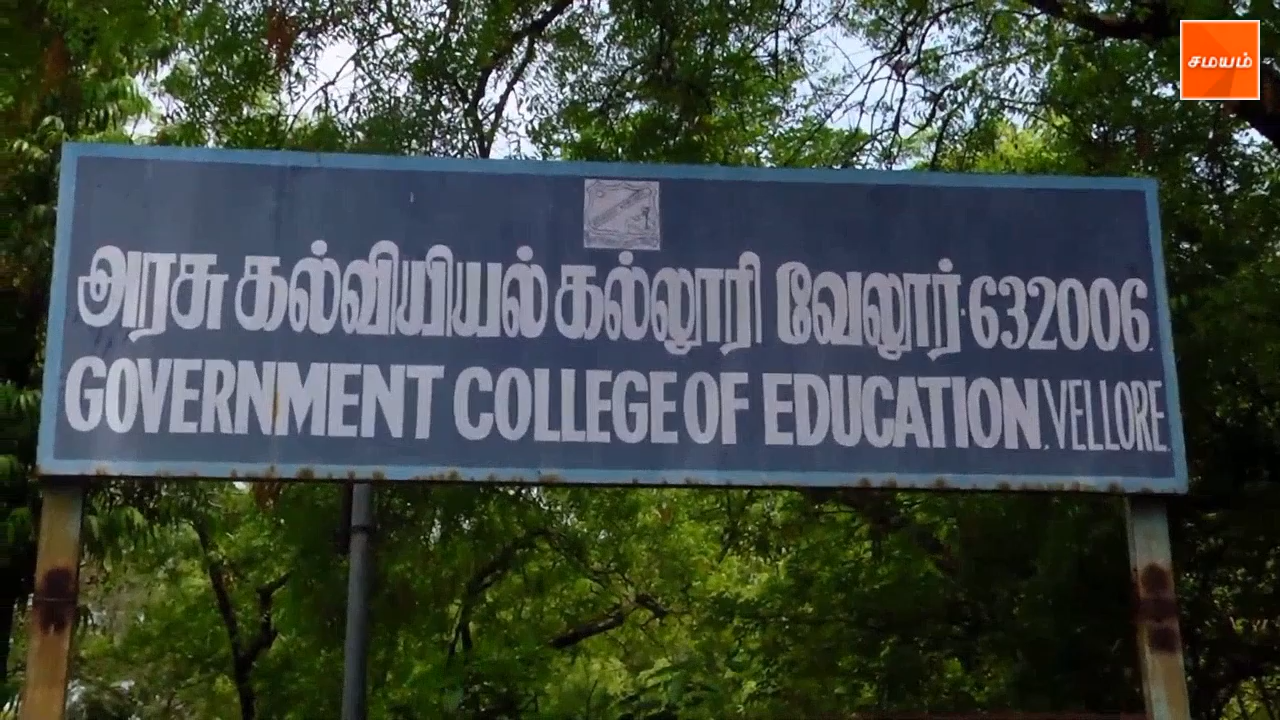 சமயம்
அரசு கல்வியியல் கல்லூரி வேலூர்-632006.
GOVERNMENT COLLEGE OF EDUCATION, VELLORE.